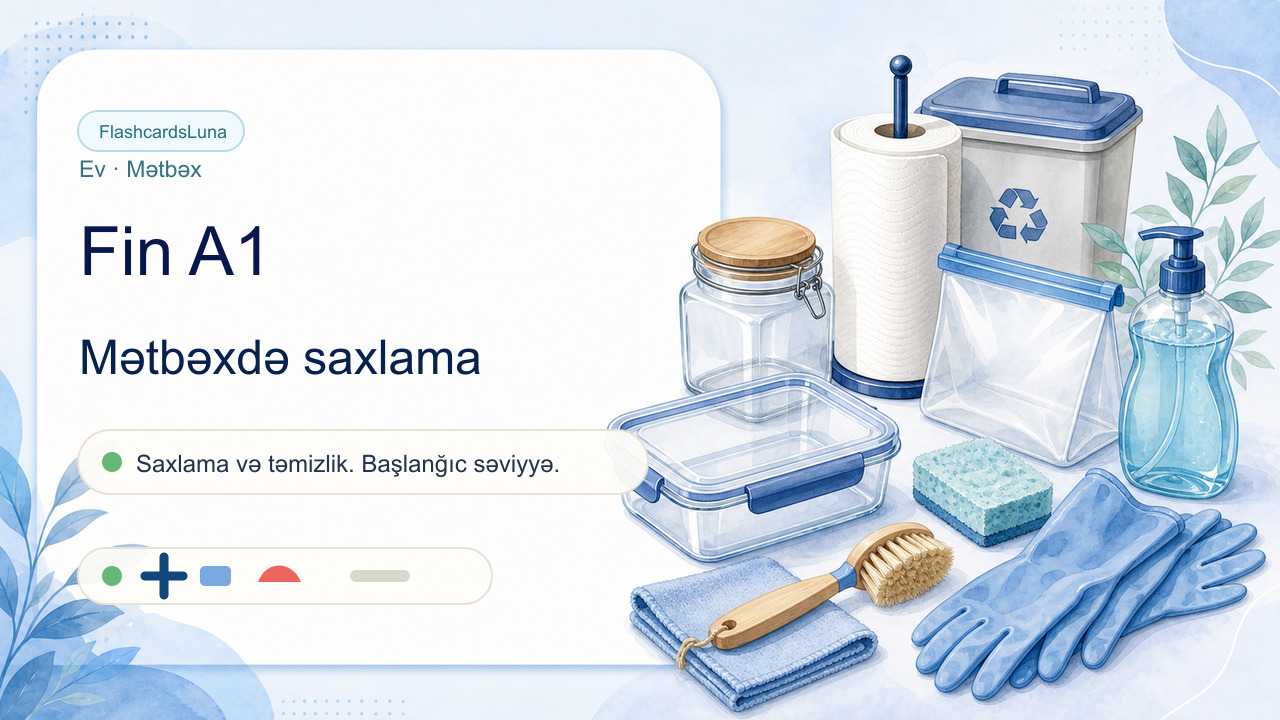 FlashcardsLuna
Ev · Mətbəx
Fin A1
Mətbəxdə saxlama
Saxlama və təmizlik. Başlanğıc səviyyə.